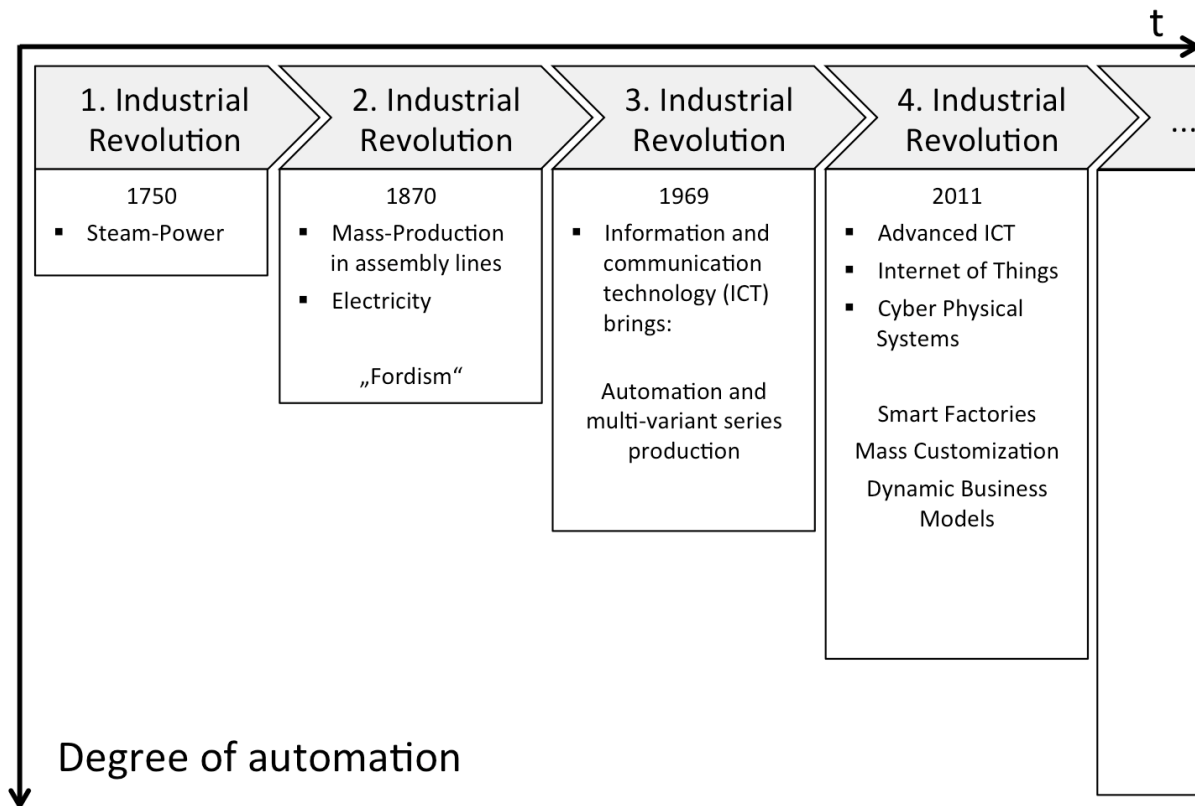 t
1. Industrial
Revolution
2. Industrial
Revolution
3. Industrial
Revolution
4. Industrial
Revolution
...
1750
▪ Steam-Power
1870
▪ Mass-Production
in assembly lines
▪ Electricity
„Fordism“
1969
▪ Information and
communication
technology (ICT)
brings:
Automation and
multi-variant series
production
2011
▪ Advanced ICT
▪ Internet of Things
▪ Cyber Physical
Systems
Smart Factories
Mass Customization
Dynamic Business
Models
Degree of automation